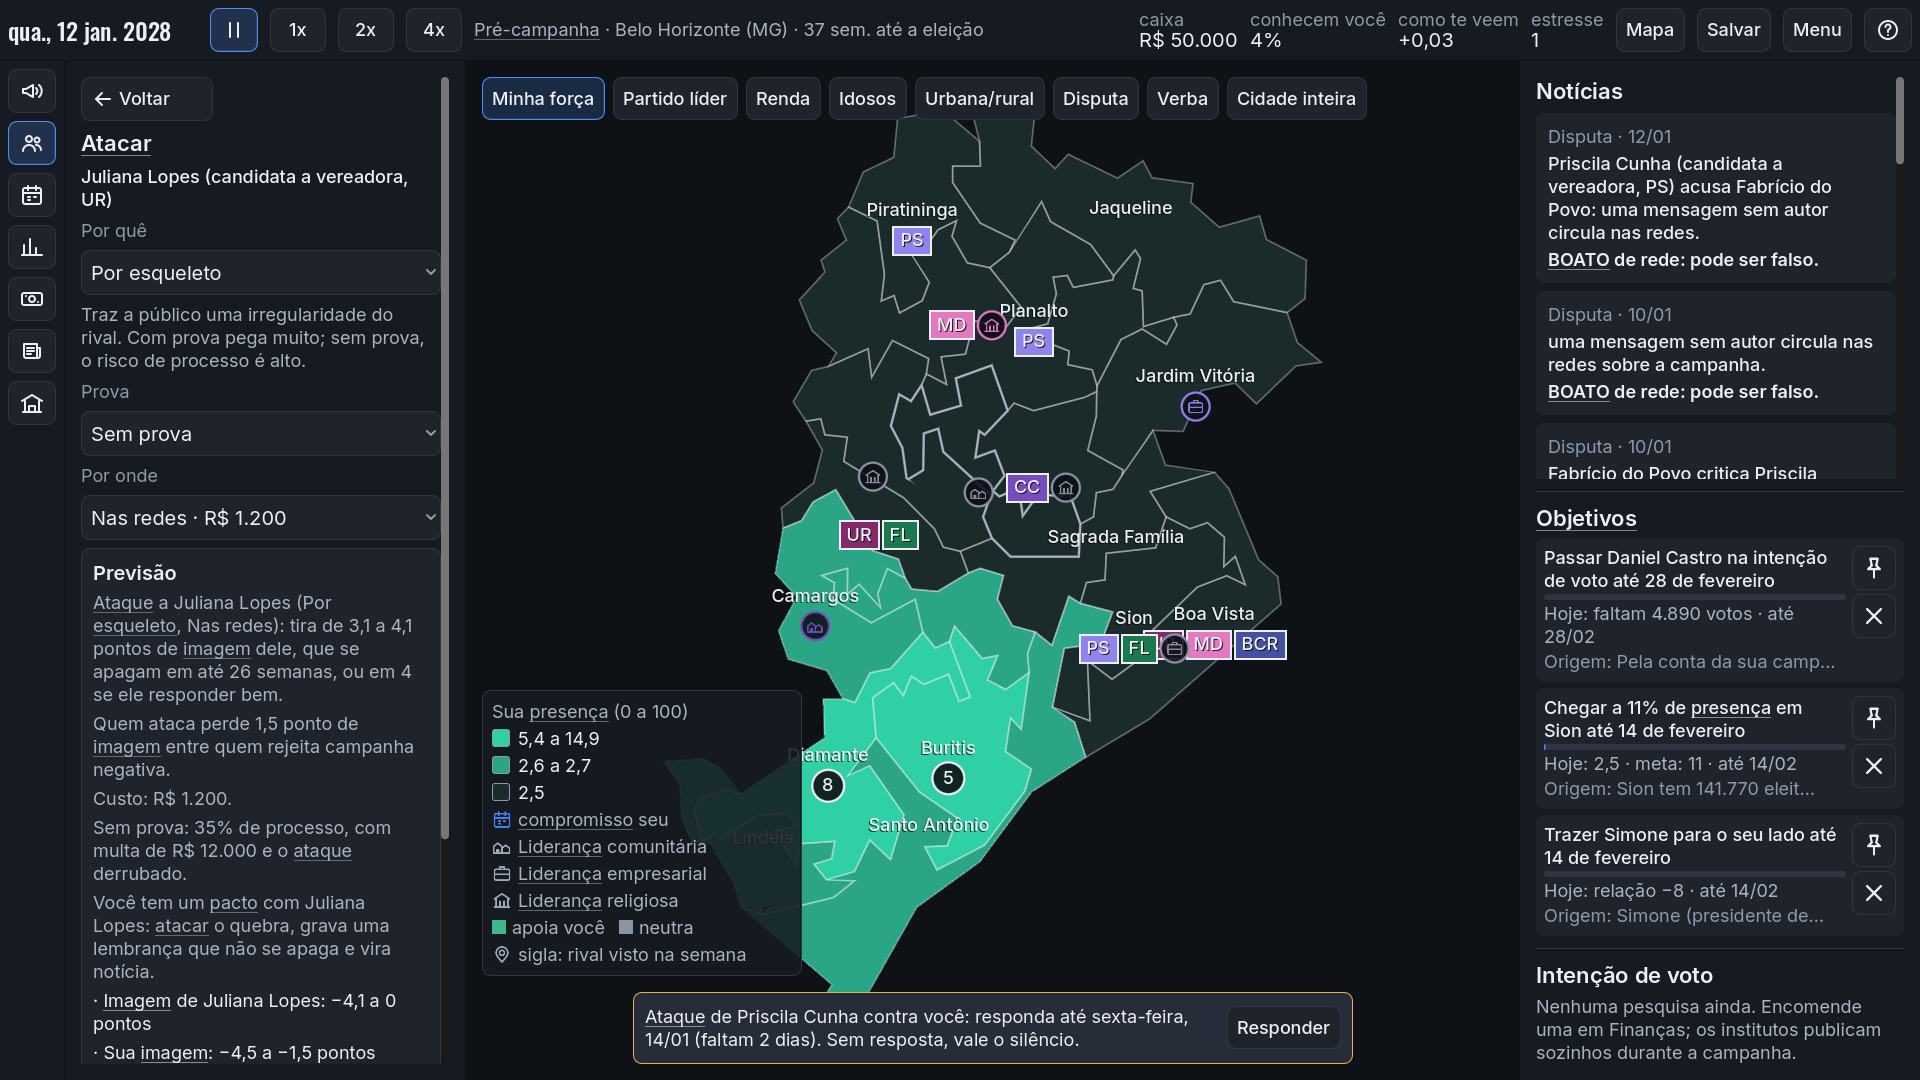 qua., 12 jan. 2028
1x
2x
4x
Pré-campanha · Belo Horizonte (MG) · 37 sem. até a eleição
caixa
R$ 50.000
conhecem você
4%
como te veem
+0,03
estresse
1
Mapa
Salvar
Menu
Voltar
Atacar
Juliana Lopes (candidata a vereadora,
UR)
Por quê
Por esqueleto
Traz a público uma irregularidade do
rival. Com prova pega muito; sem prova,
o risco de processo é alto.
Prova
Sem prova
Por onde
Nas redes · R$ 1.200
Previsão
Ataque a Juliana Lopes (Por
esqueleto, Nas redes): tira de 3,1 a 4,1
pontos de imagem dele, que se
apagam em até 26 semanas, ou em 4
se ele responder bem.
Quem ataca perde 1,5 ponto de
imagem entre quem rejeita campanha
negativa.
Custo: R$ 1.200.
Sem prova: 35% de processo, com
multa de R$ 12.000 e o ataque
derrubado.
Você tem um pacto com Juliana
Lopes: atacar o quebra, grava uma
lembrança que não se apaga e vira
notícia.
· Imagem de Juliana Lopes: −4,1 a 0
pontos
· Sua imagem: −4,5 a −1,5 pontos
Minha força
Partido líder
Renda
Idosos
Urbana/rural
Disputa
Verba
Cidade inteira
Piratininga
PS
Jaqueline
Planalto
MD
PS
Jardim Vitória
CC
Sagrada Família
UR
FL
Camargos
Sion
Boa Vista
PS
FL
MD
BCR
Diamante
8
Buritis
5
Santo Antônio
Lindéia
Sua presença (0 a 100)
5,4 a 14,9
2,6 a 2,7
2,5
compromisso seu
Liderança comunitária
Liderança empresarial
Liderança religiosa
apoia você
neutra
sigla: rival visto na semana
Ataque de Priscila Cunha contra você: responda até sexta-feira,
14/01 (faltam 2 dias). Sem resposta, vale o silêncio.
Responder
Notícias
Disputa · 12/01
Priscila Cunha (candidata a
vereadora, PS) acusa Fabrício do
Povo: uma mensagem sem autor
circula nas redes.
BOATO de rede: pode ser falso.
Disputa · 10/01
uma mensagem sem autor circula nas
redes sobre a campanha.
BOATO de rede: pode ser falso.
Disputa · 10/01
Fabrício do Povo critica Priscila
Objetivos
Passar Daniel Castro na intenção
de voto até 28 de fevereiro
Hoje: faltam 4.890 votos · até
28/02
Origem: Pela conta da sua camp...
Chegar a 11% de presença em
Sion até 14 de fevereiro
Hoje: 2,5 · meta: 11 · até 14/02
Origem: Sion tem 141.770 eleit...
Trazer Simone para o seu lado até
14 de fevereiro
Hoje: relação −8 · até 14/02
Origem: Simone (presidente de...
Intenção de voto
Nenhuma pesquisa ainda. Encomende
uma em Finanças; os institutos publicam
sozinhos durante a campanha.